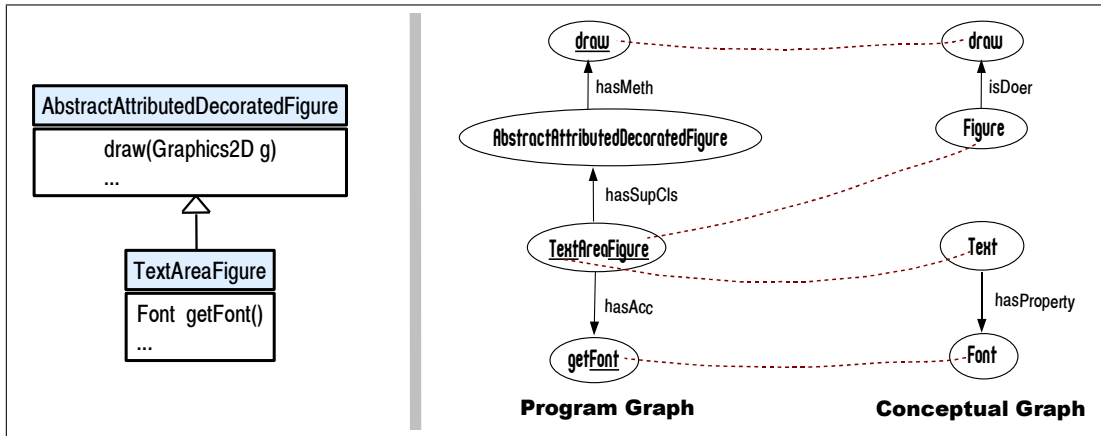 AbstractAttributedDecoratedFigure
draw(Graphics2D g)
...
TextAreaFigure
Font getFont()
...
draw
hasMeth
AbstractAttributedDecoratedFigure
hasSupCls
TextAreaFigure
hasAcc
getFont
Program Graph
draw
isDoer
Figure
Text
hasProperty
Font
Conceptual Graph